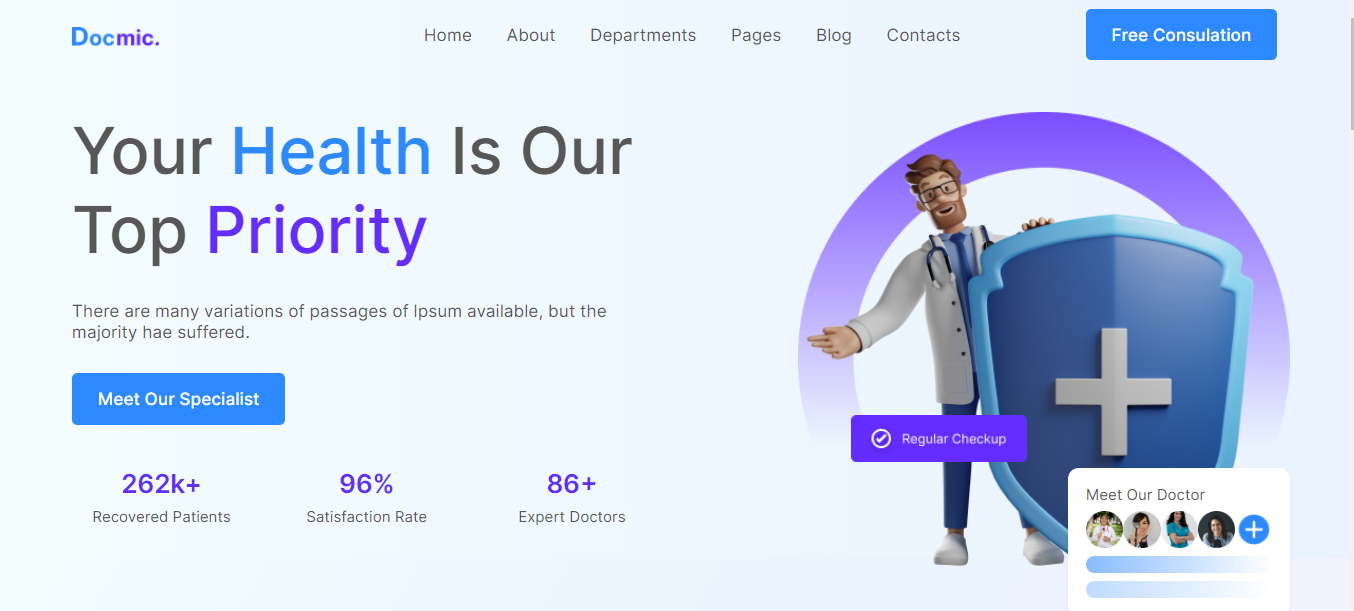 Docmic.
Home About Departments Pages Blog Contacts
Free Consulation
Your Health Is Our
Top Priority
There are many variations of passages of Ipsum available, but the
majority hae suffered.
Meet Our Specialist
262k+ 96% 86+
Recovered Patients Satisfaction Rate Expert Doctors
Regular Checkup
Meet Our Doctor